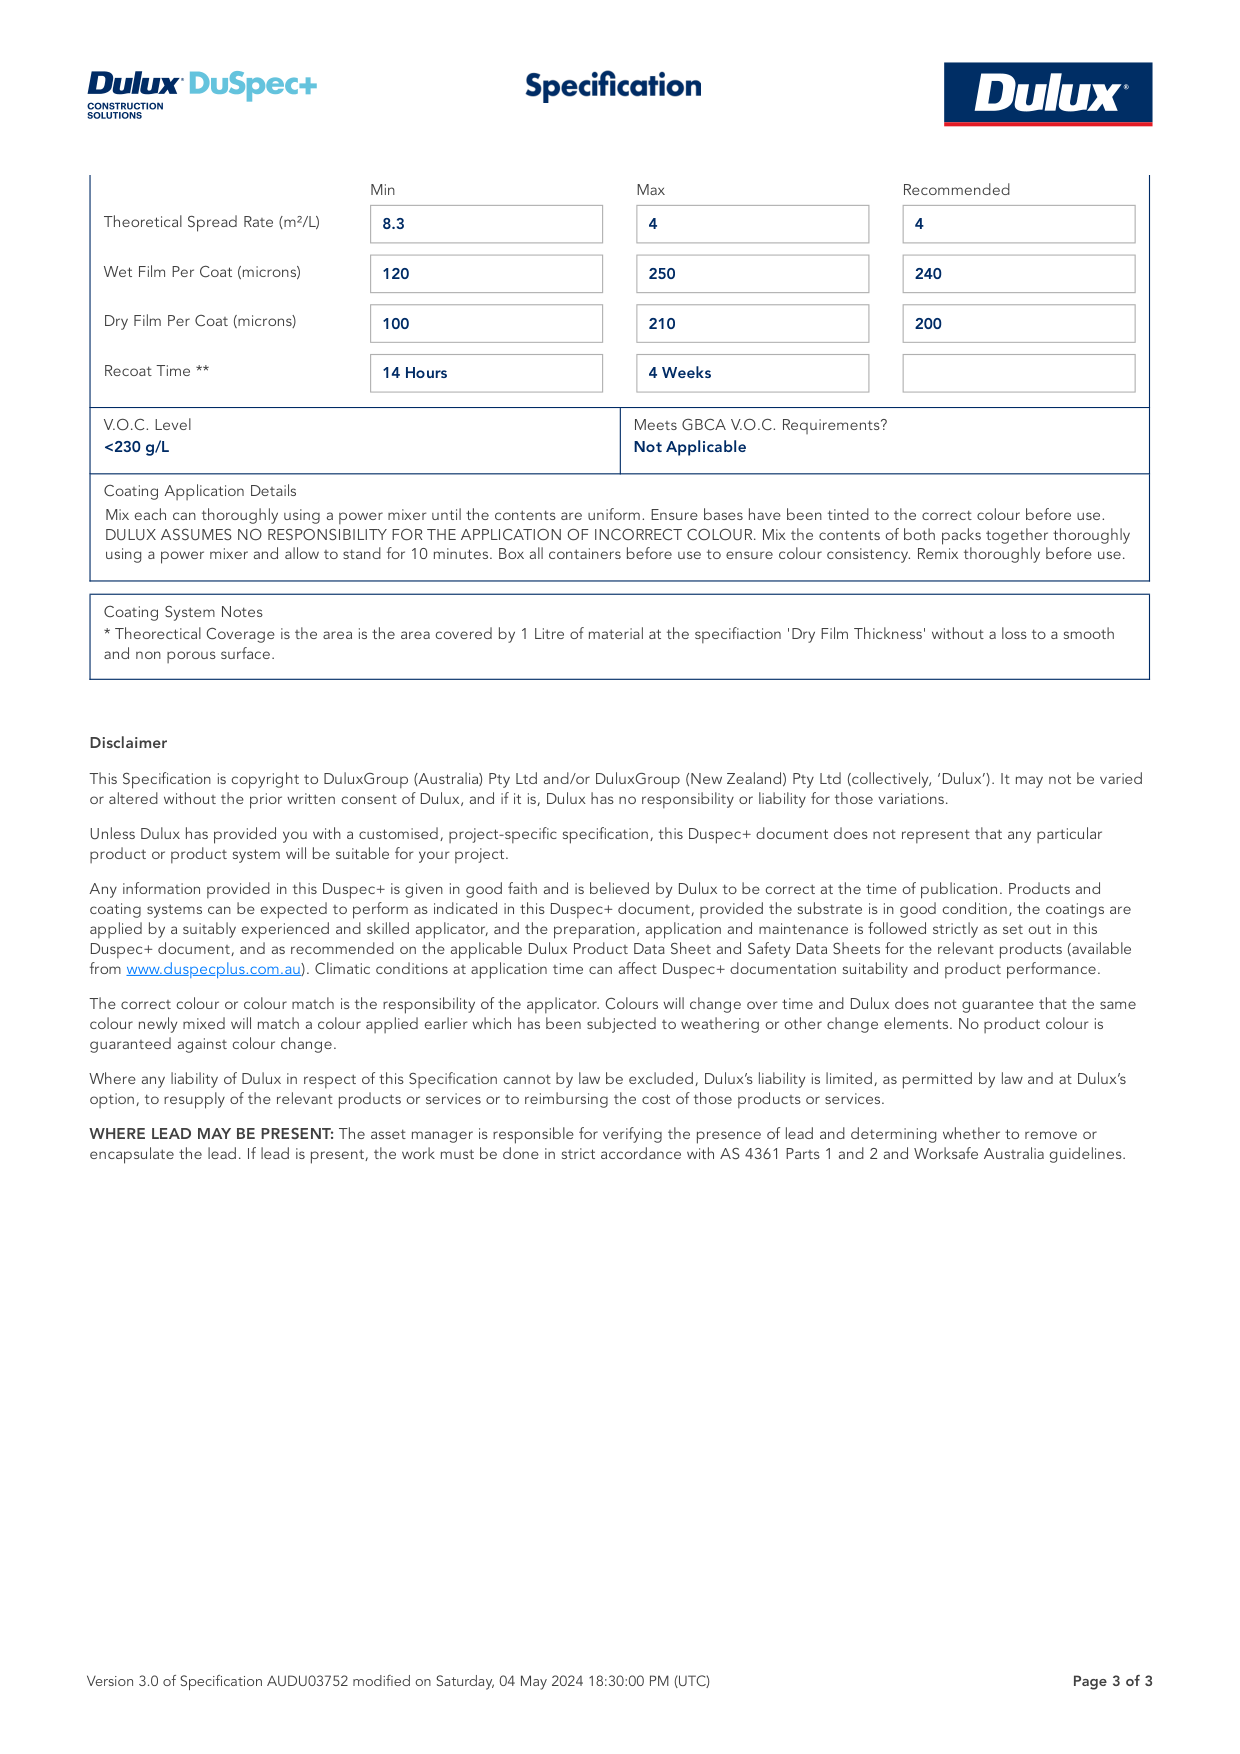 Dulux® DuSpec+
CONSTRUCTION
SOLUTIONS
Specification
Dulux®
Min Max Recommended
Theoretical Spread Rate (m²/L) 8.3 4 4
Wet Film Per Coat (microns) 120 250 240
Dry Film Per Coat (microns) 100 210 200
Recoat Time ** 14 Hours 4 Weeks
V.O.C. Level
<230 g/L
Meets GBCA V.O.C. Requirements?
Not Applicable
Coating Application Details
Mix each can thoroughly using a power mixer until the contents are uniform. Ensure bases have been tinted to the correct colour before use.
DULUX ASSUMES NO RESPONSIBILITY FOR THE APPLICATION OF INCORRECT COLOUR. Mix the contents of both packs together thoroughly
using a power mixer and allow to stand for 10 minutes. Box all containers before use to ensure colour consistency. Remix thoroughly before use.
Coating System Notes
* Theorectical Coverage is the area is the area covered by 1 Litre of material at the specifiaction 'Dry Film Thickness' without a loss to a smooth
and non porous surface.
Disclaimer
This Specification is copyright to DuluxGroup (Australia) Pty Ltd and/or DuluxGroup (New Zealand) Pty Ltd (collectively, ‘Dulux’). It may not be varied
or altered without the prior written consent of Dulux, and if it is, Dulux has no responsibility or liability for those variations.
Unless Dulux has provided you with a customised, project-specific specification, this Duspec+ document does not represent that any particular
product or product system will be suitable for your project.
Any information provided in this Duspec+ is given in good faith and is believed by Dulux to be correct at the time of publication. Products and
coating systems can be expected to perform as indicated in this Duspec+ document, provided the substrate is in good condition, the coatings are
applied by a suitably experienced and skilled applicator, and the preparation, application and maintenance is followed strictly as set out in this
Duspec+ document, and as recommended on the applicable Dulux Product Data Sheet and Safety Data Sheets for the relevant products (available
from www.duspecplus.com.au). Climatic conditions at application time can affect Duspec+ documentation suitability and product performance.
The correct colour or colour match is the responsibility of the applicator. Colours will change over time and Dulux does not guarantee that the same
colour newly mixed will match a colour applied earlier which has been subjected to weathering or other change elements. No product colour is
guaranteed against colour change.
Where any liability of Dulux in respect of this Specification cannot by law be excluded, Dulux’s liability is limited, as permitted by law and at Dulux’s
option, to resupply of the relevant products or services or to reimbursing the cost of those products or services.
WHERE LEAD MAY BE PRESENT: The asset manager is responsible for verifying the presence of lead and determining whether to remove or
encapsulate the lead. If lead is present, the work must be done in strict accordance with AS 4361 Parts 1 and 2 and Worksafe Australia guidelines.
Version 3.0 of Specification AUDU03752 modified on Saturday, 04 May 2024 18:30:00 PM (UTC)
Page 3 of 3